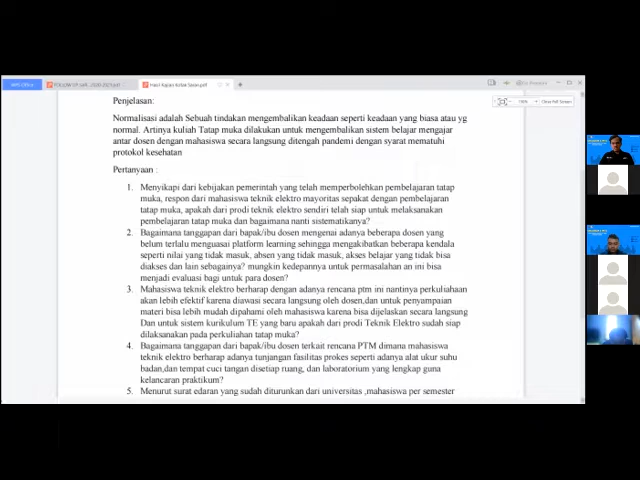 Hasil Kajian Kotak Saran.pdf
Penjelasan:
Normalisasi adalah Sebuah tindakan mengembalikan keadaan seperti keadaan yang biasa atau yg
normal. Artinya kuliah Tatap muka dilakukan untuk mengembalikan sistem belajar mengajar
antar dosen dengan mahasiswa secara langsung ditengah pandemi dengan syarat mematuhi
protokol kesehatan
Pertanyaan :
1. Menyikapi dari kebijakan pemerintah yang telah memperbolehkan pembelajaran tatap
muka, respon dari mahasiswa teknik elektro mayoritas sepakat dengan pembelajaran
tatap muka, apakah dari prodi teknik elektro sendiri telah siap untuk melaksanakan
pembelajaran tatap muka dan bagaimana nanti sistematikanya?
2. Bagaimana tanggapan dari bapak/ibu dosen mengenai adanya beberapa dosen yang
belum terlalu menguasai platform learning sehingga mengakibatkan beberapa kendala
seperti nilai yang tidak masuk, absen yang tidak masuk, akses belajar yang tidak bisa
diakses dan lain sebagainya? mungkin kedepannya untuk permasalahan an ini bisa
menjadi evaluasi bagi untuk para dosen?
3. Mahasiswa teknik elektro berharap dengan adanya rencana ptm ini nantinya perkuliahaan
akan lebih efektif karena diawasi secara langsung oleh dosen,dan untuk penyampaian
materi bisa lebih mudah dipahami oleh mahasiswa karena bisa dijelaskan secara langsung
Dan untuk sistem kurikulum TE yang baru apakah dari prodi Teknik Elektro sudah siap
dilaksanakan pada perkuliahan tatap muka?
4. Bagaimana tanggapan dari bapak/ibu dosen terkait rencana PTM dimana mahasiswa
teknik elektro berharap adanya tunjangan fasilitas prokes seperti adanya alat ukur suhu
badan,dan tempat cuci tangan disetiap ruang, dan laboratorium yang lengkap guna
kelancaran praktikum?
5. Menurut surat edaran yang sudah diturunkan dari universitas ,mahasiswa per semester